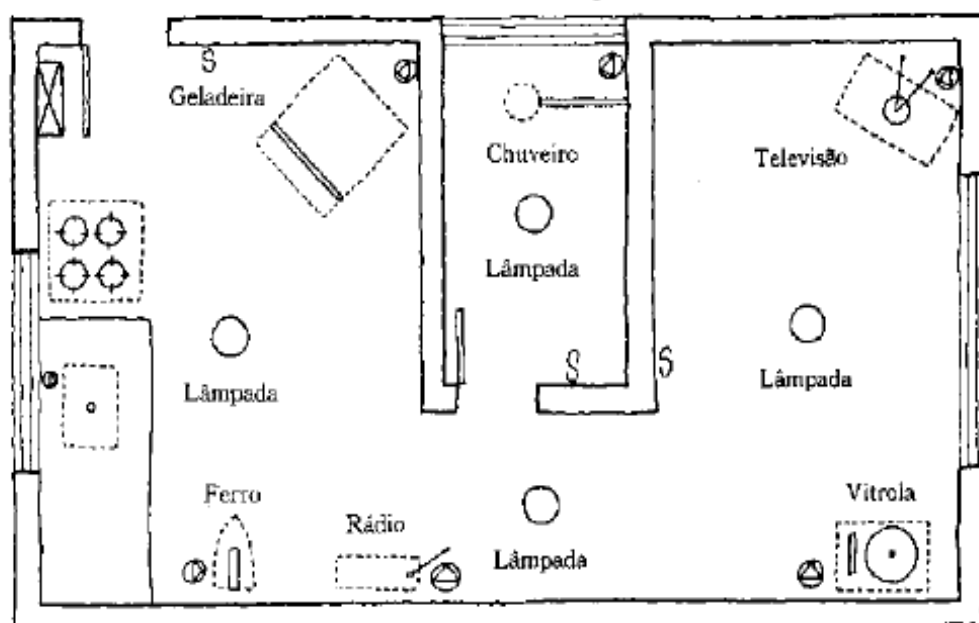 S
Geladeira
Chuveiro
Televisão
Lâmpada
Lâmpada
S
S
Lâmpada
Ferro
Rádio
Lâmpada
Vitrola